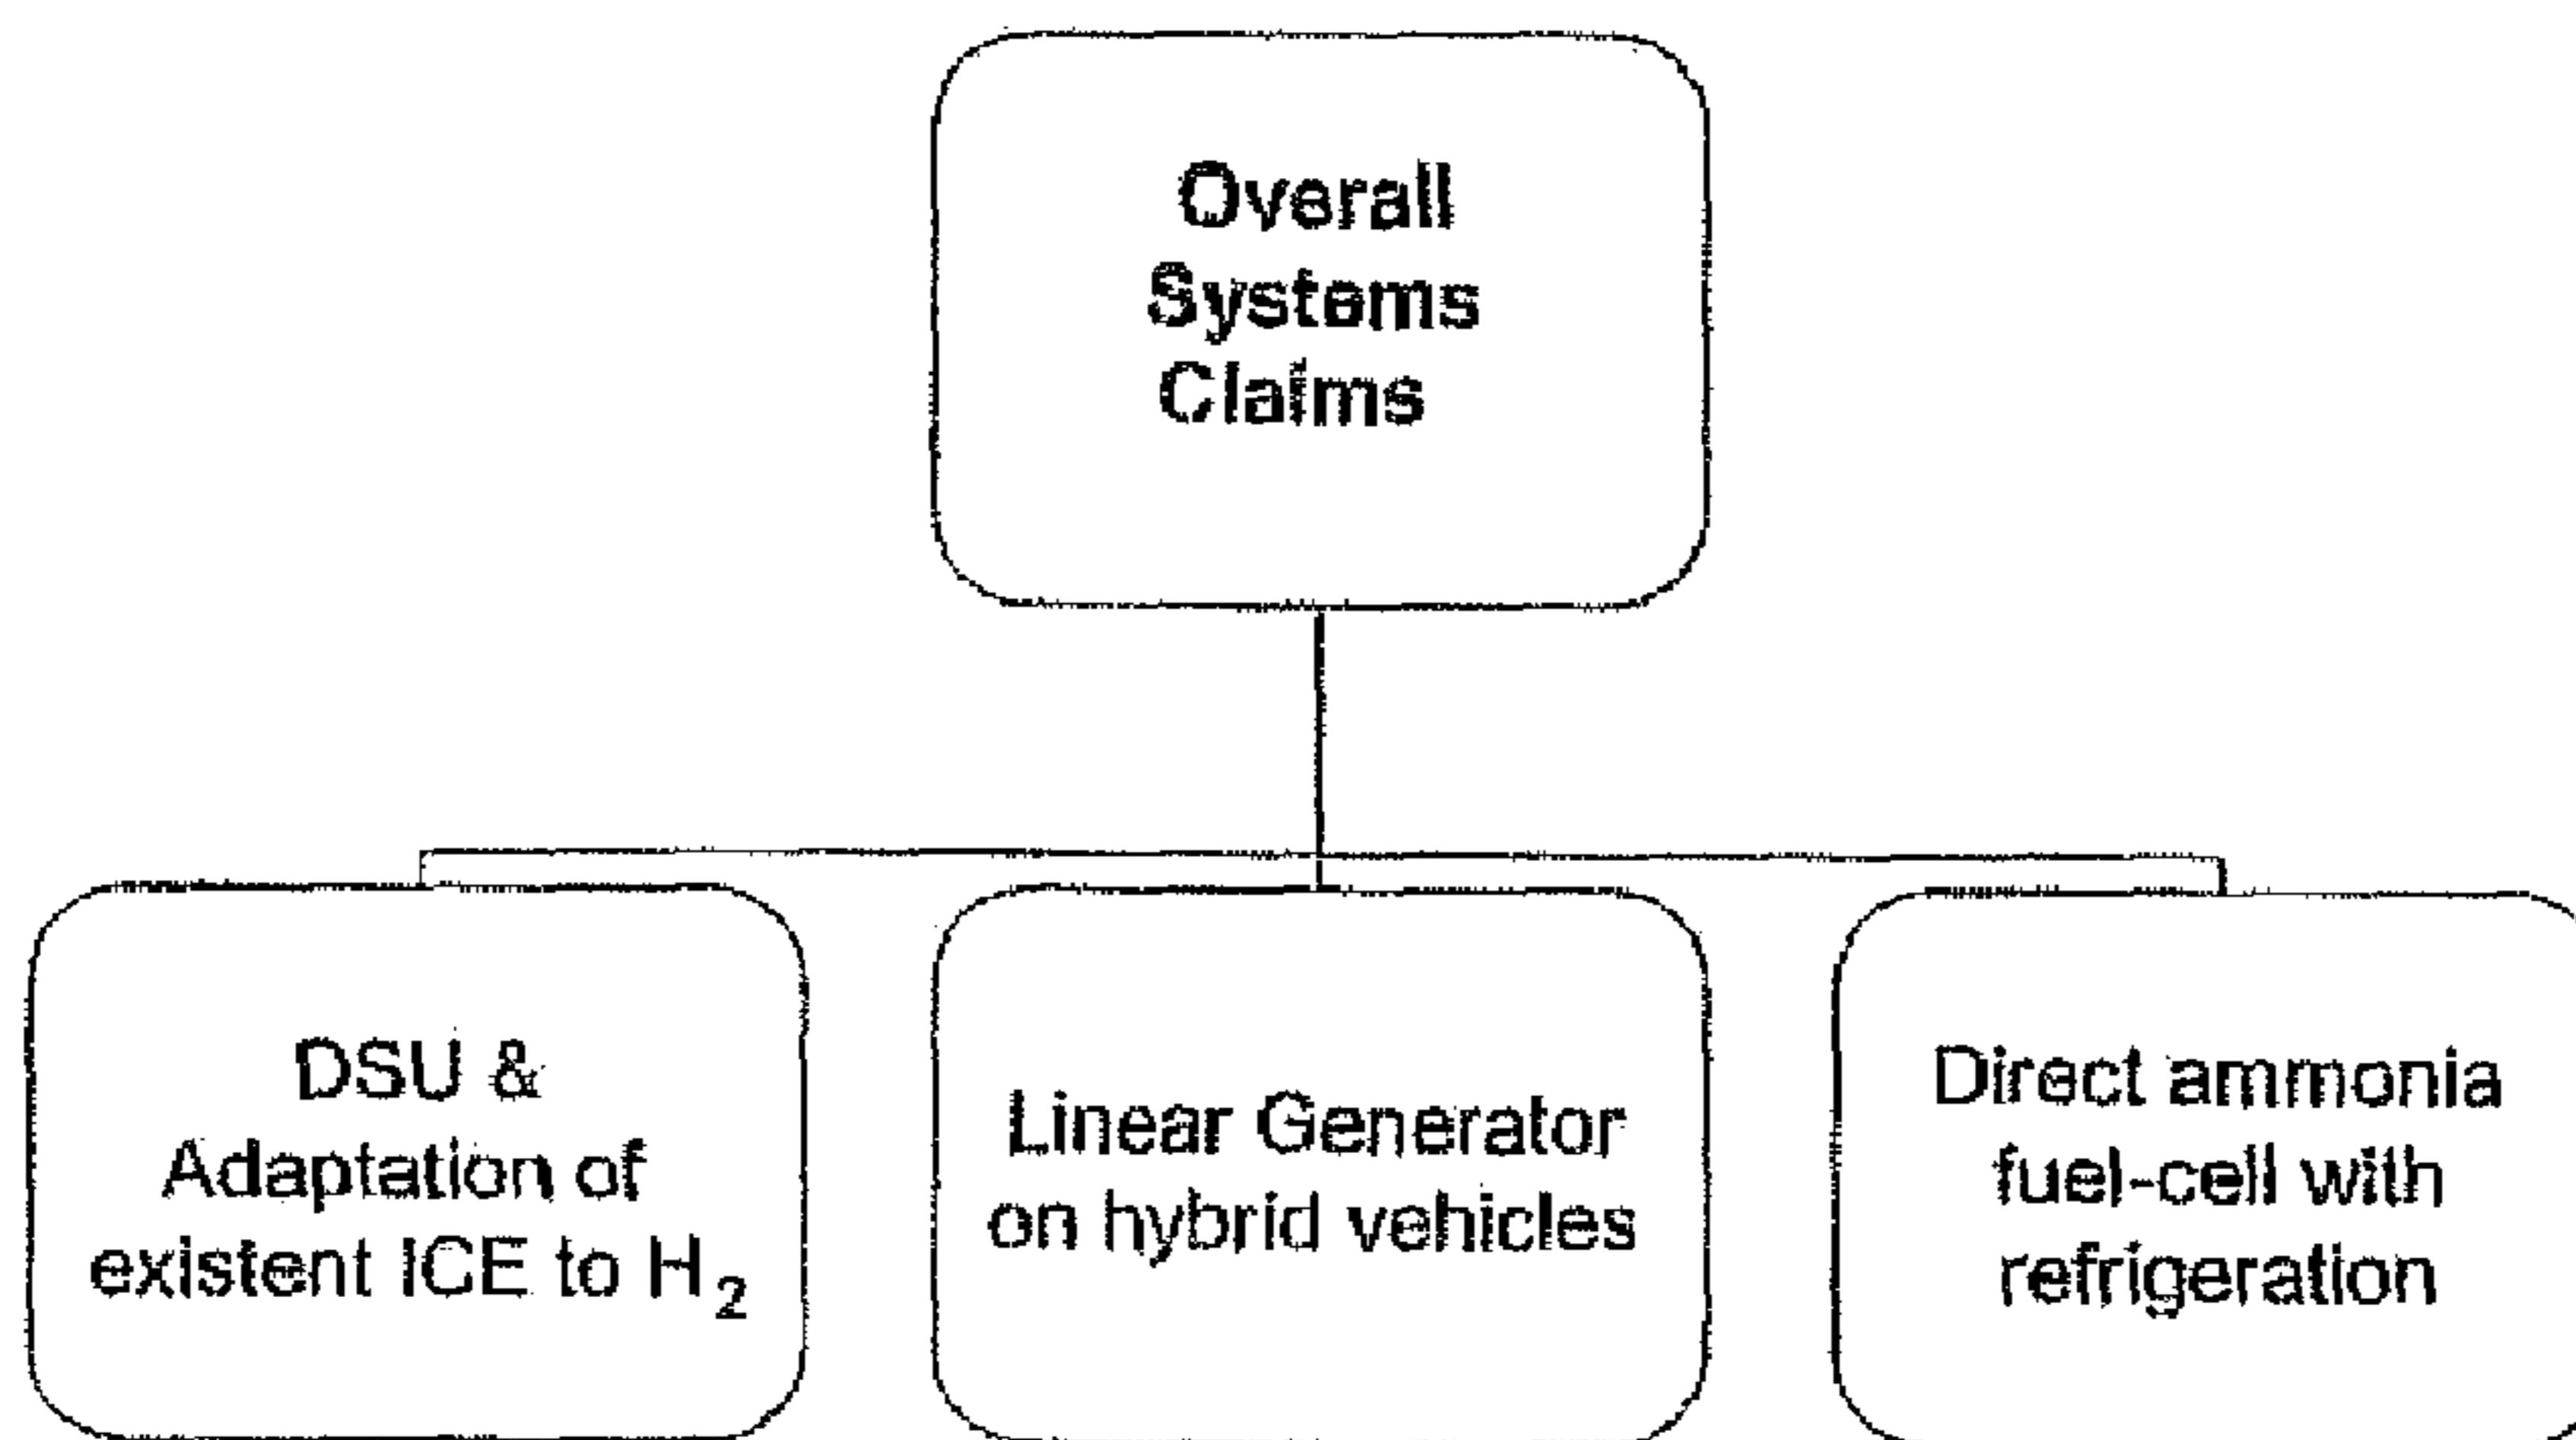 Overall
Systems
Claims
DSU &
Adaptation of
existent ICE to H₂
Linear Generator
on hybrid vehicles
Direct ammonia
fuel-cell with
refrigeration